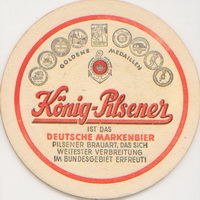 GOLDENE MEDAILLEN
König-Pilsener
IST DAS
DEUTSCHE MARKENBIER
PILSENER BRAUART, DAS SICH
WEITESTER VERBREITUNG
IM BUNDESGEBIET ERFREUT!